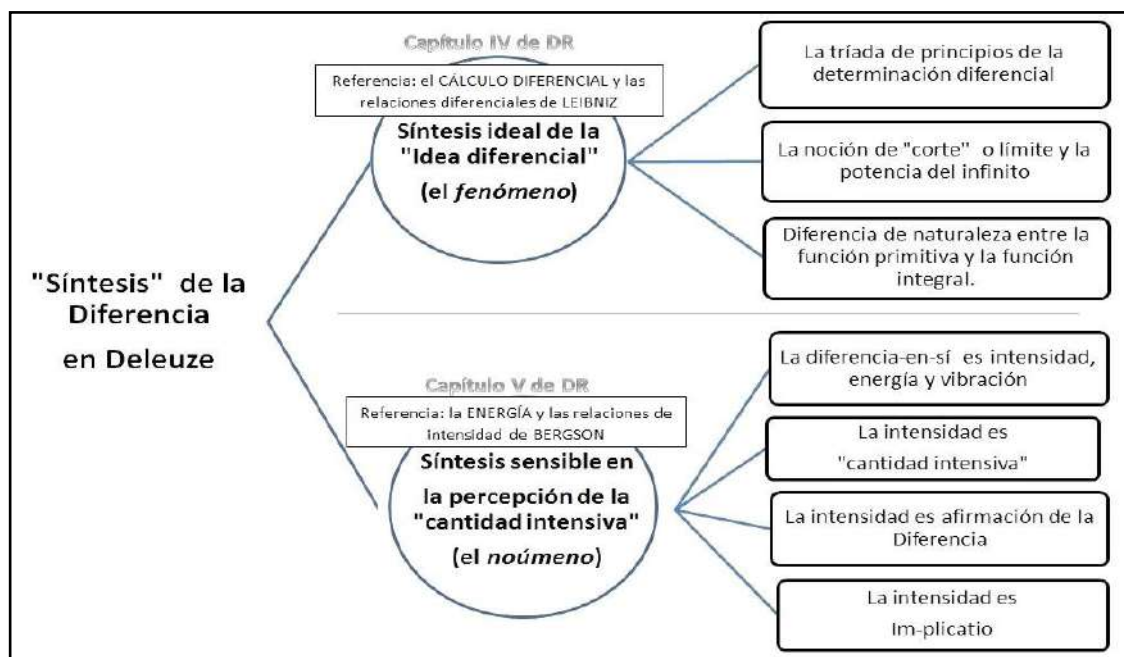 "Síntesis" de la
Diferencia
en Deleuze
Capítulo IV de DR
Referencia: el CÁLCULO DIFERENCIAL y las
relaciones diferenciales de LEIBNIZ
Síntesis ideal de la
"Idea diferencial"
(el fenómeno)
La tríada de principios de la
determinación diferencial
La noción de "corte" o límite y la
potencia del infinito
Diferencia de naturaleza entre la
función primitiva y la función
integral.
Capítulo V de DR
Referencia: la ENERGÍA y las relaciones de
intensidad de BERGSON
Síntesis sensible en
la percepción de la
"cantidad intensiva"
(el noúmeno)
La diferencia-en-sí es intensidad,
energía y vibración
La intensidad es
"cantidad intensiva"
La intensidad es afirmación de la
Diferencia
La intensidad es
Im-plicatio